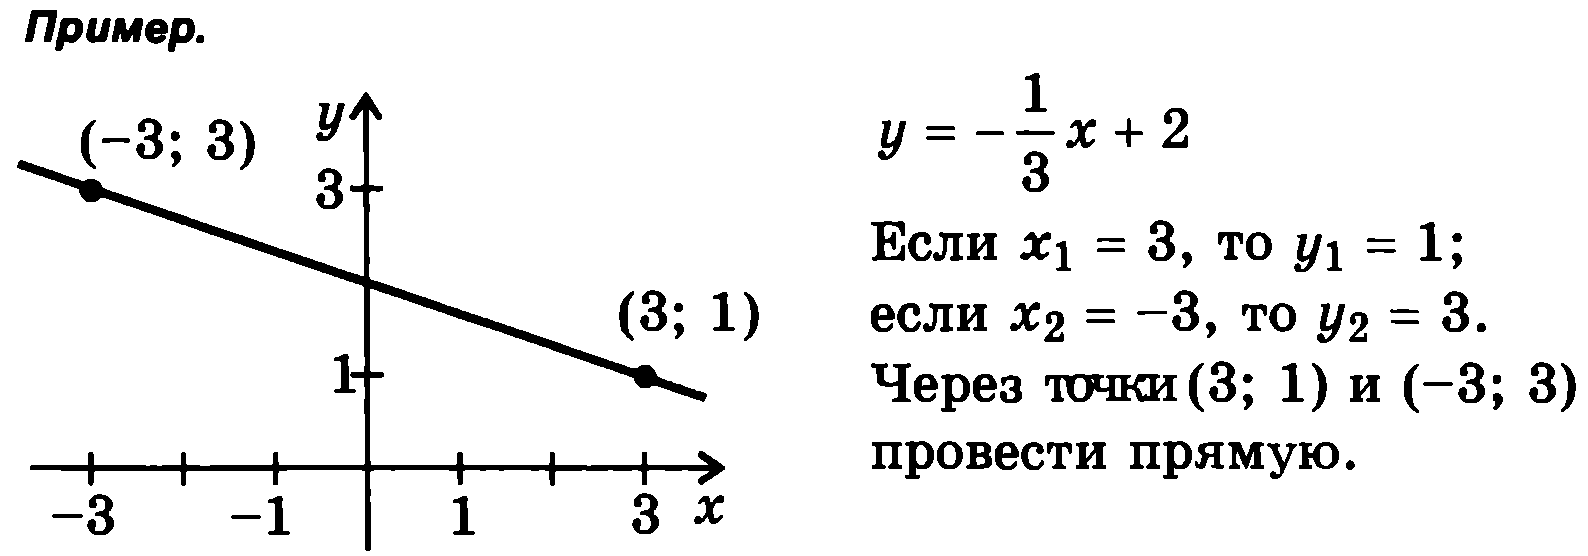 Пример.
y
(−3; 3)
3
(3; 1)
1
−3 −1 1 3 x
y = −1/3 x + 2
Если x₁ = 3, то y₁ = 1;
если x₂ = −3, то y₂ = 3.
Через точки (3; 1) и (−3; 3)
провести прямую.